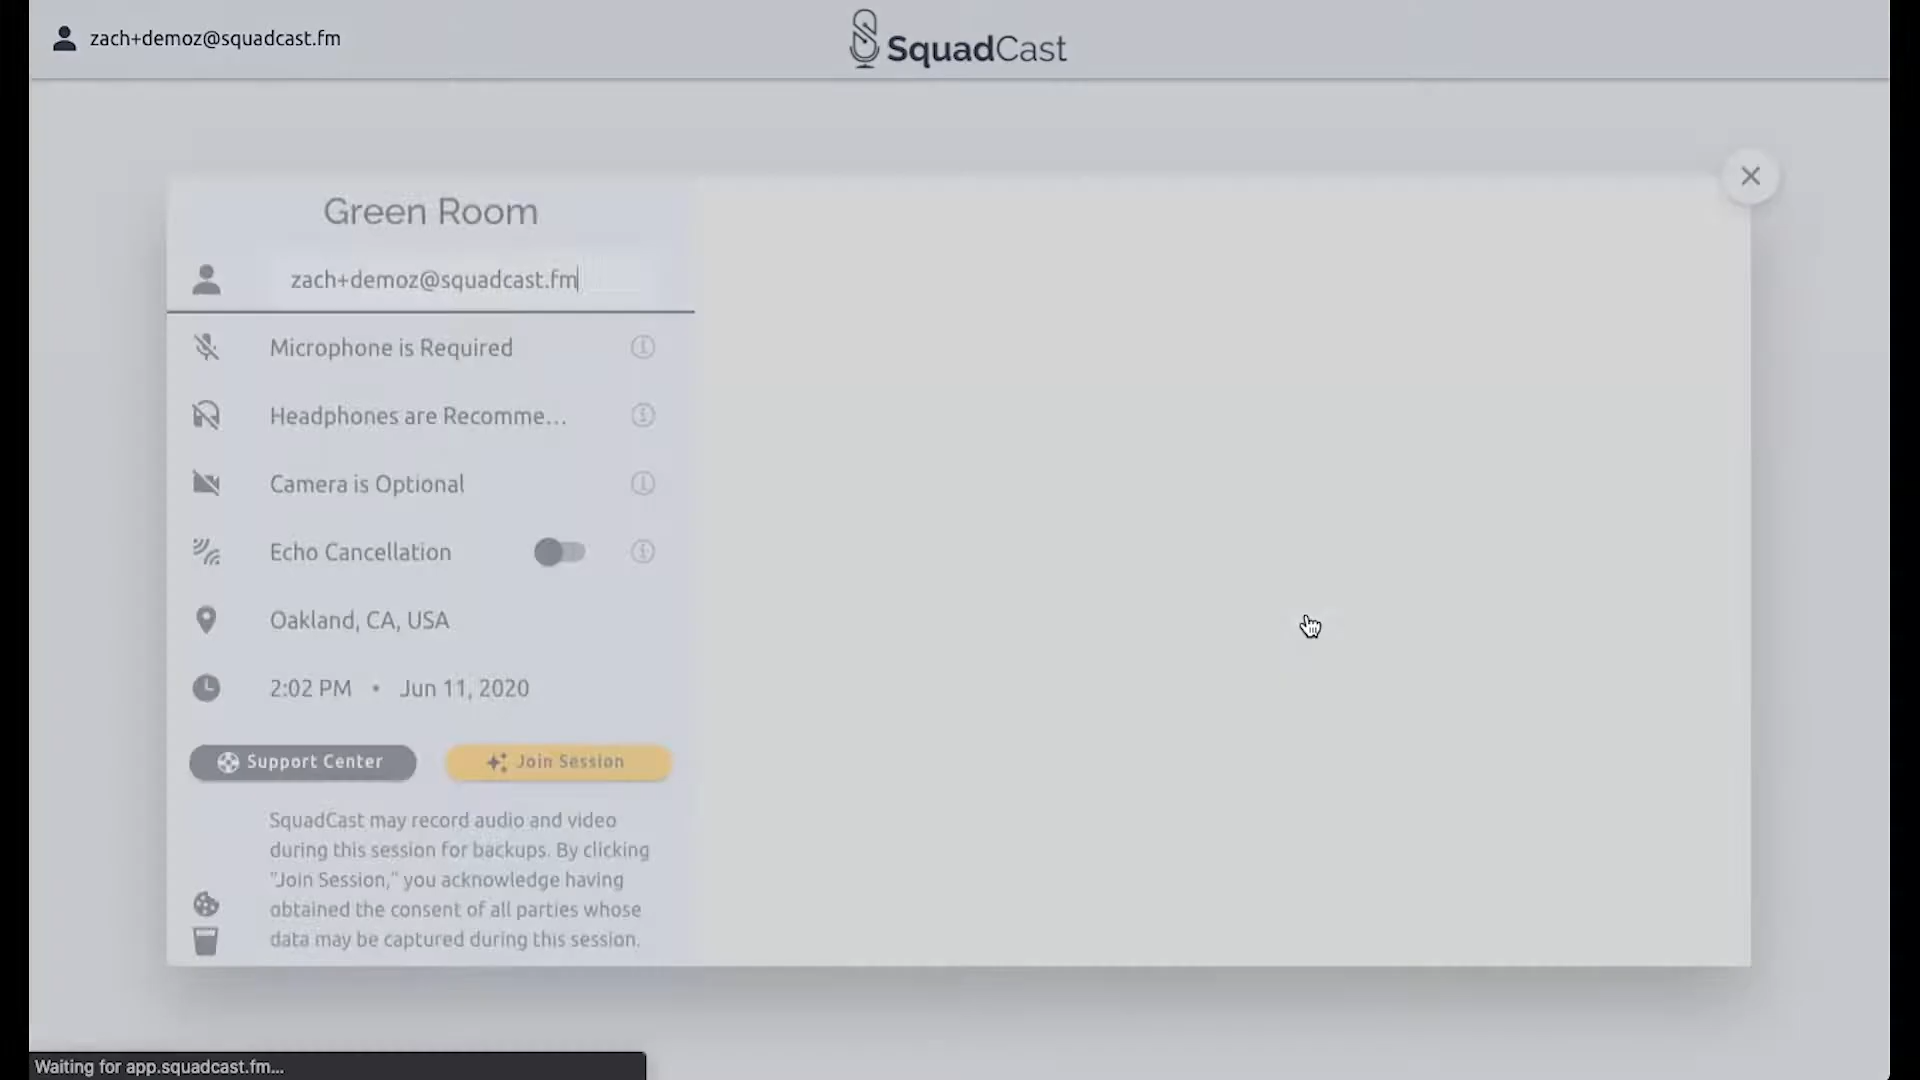 zach+demoz@squadcast.fm
SquadCast
Green Room
zach+demoz@squadcast.fm
Microphone is Required
Headphones are Recomme...
Camera is Optional
Echo Cancellation
Oakland, CA, USA
2:02 PM • Jun 11, 2020
Support Center
Join Session
SquadCast may record audio and video
during this session for backups. By clicking
"Join Session," you acknowledge having
obtained the consent of all parties whose
data may be captured during this session.
Waiting for app.squadcast.fm...